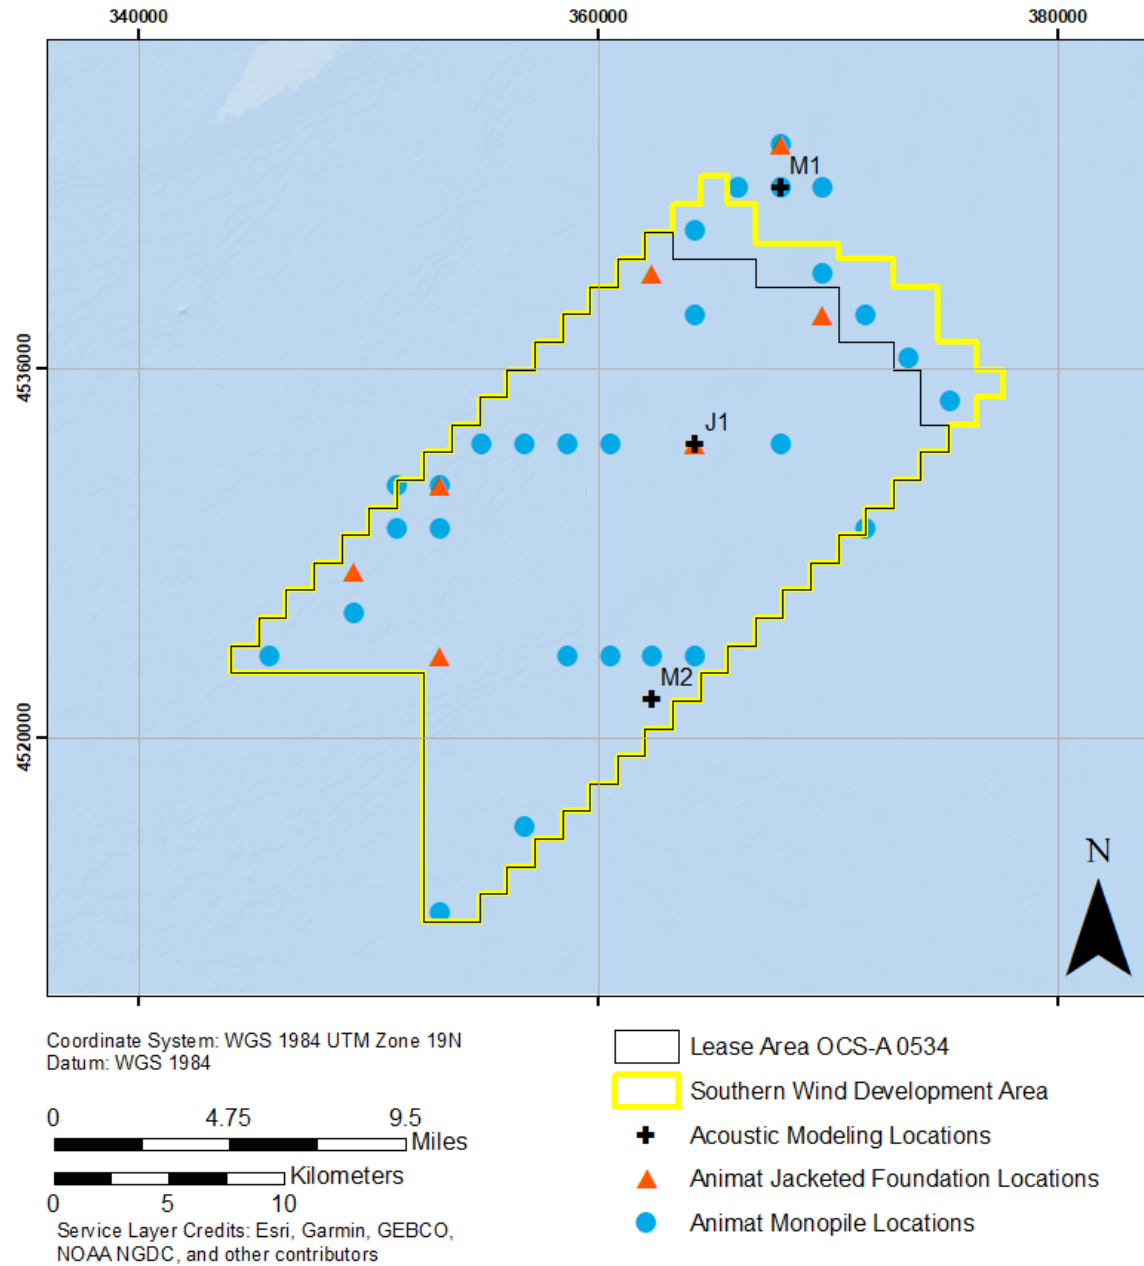 340000 360000 380000
M1
4536000
J1
M2
4520000
N
Coordinate System: WGS 1984 UTM Zone 19N
Datum: WGS 1984
0 4.75 9.5
Miles
Kilometers
0 5 10
Service Layer Credits: Esri, Garmin, GEBCO,
NOAA NGDC, and other contributors
Lease Area OCS-A 0534
Southern Wind Development Area
Acoustic Modeling Locations
Animat Jacketed Foundation Locations
Animat Monopile Locations